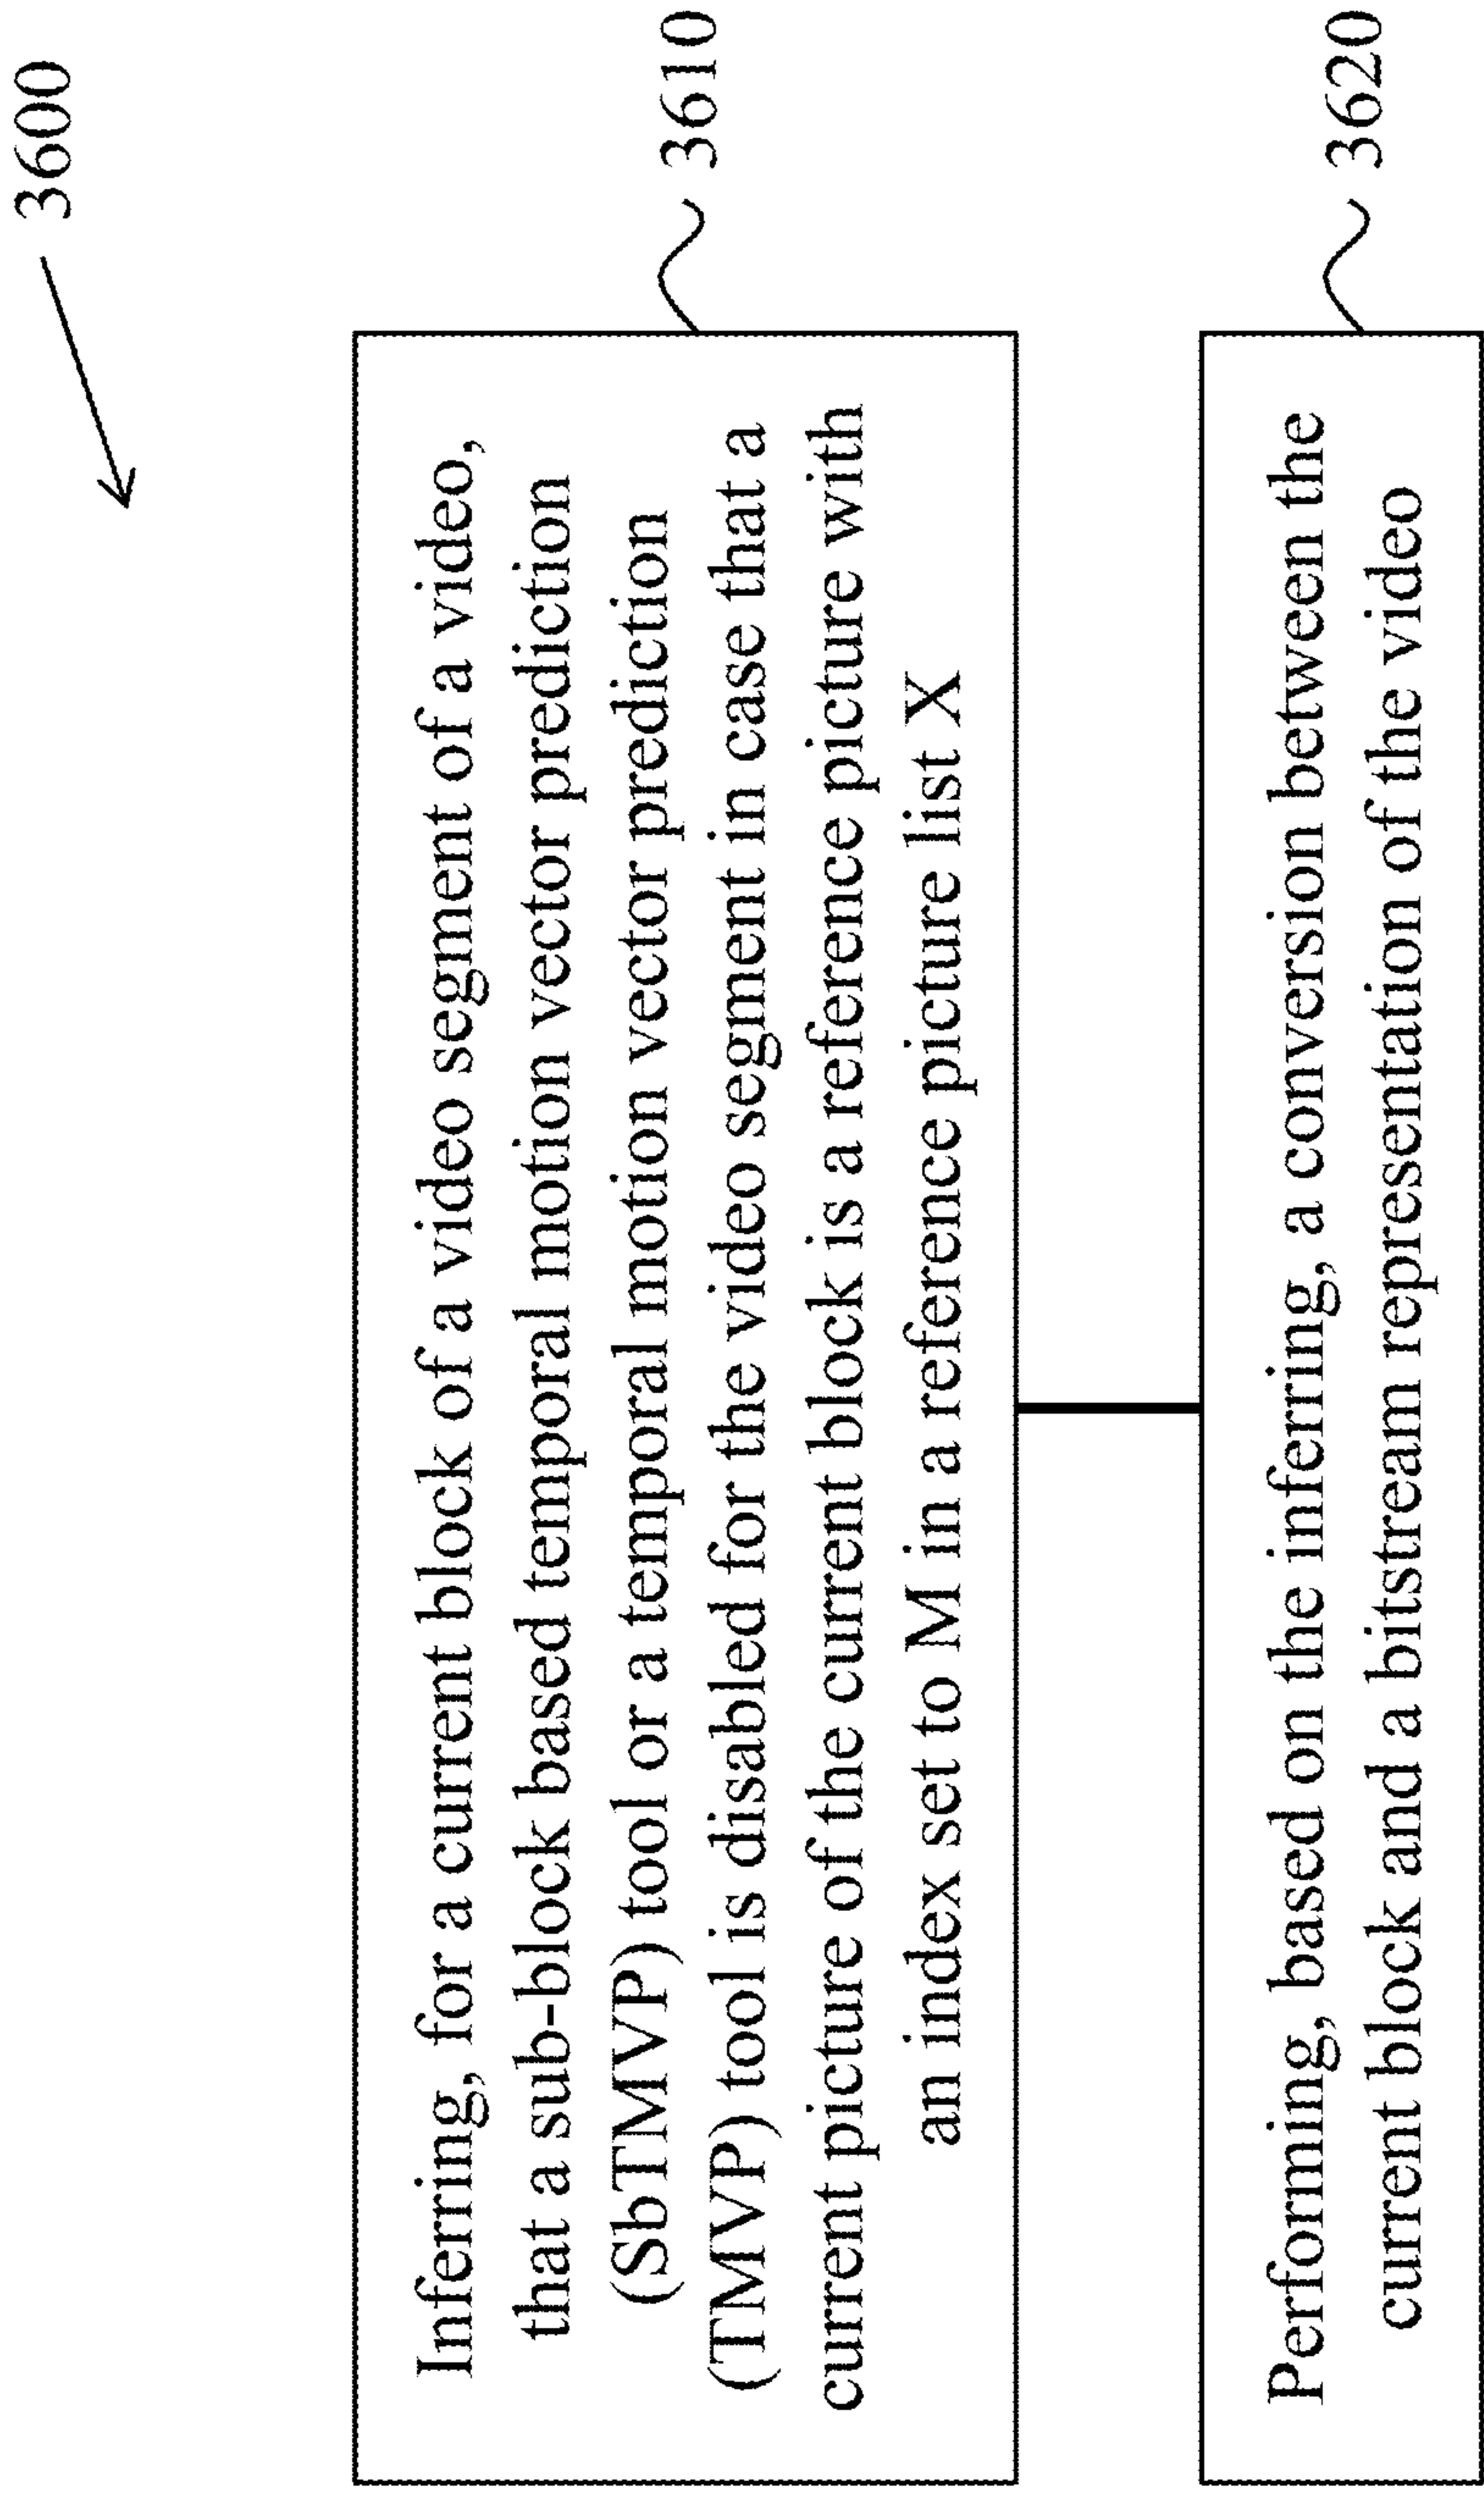 3600
Inferring, for a current block of a video segment of a video,
that a sub-block based temporal motion vector prediction
(SbTMVP) tool or a temporal motion vector prediction
(TMVP) tool is disabled for the video segment in case that a
current picture of the current block is a reference picture with
an index set to M in a reference picture list X
3610
Performing, based on the inferring, a conversion between the
current block and a bitstream representation of the video
3620